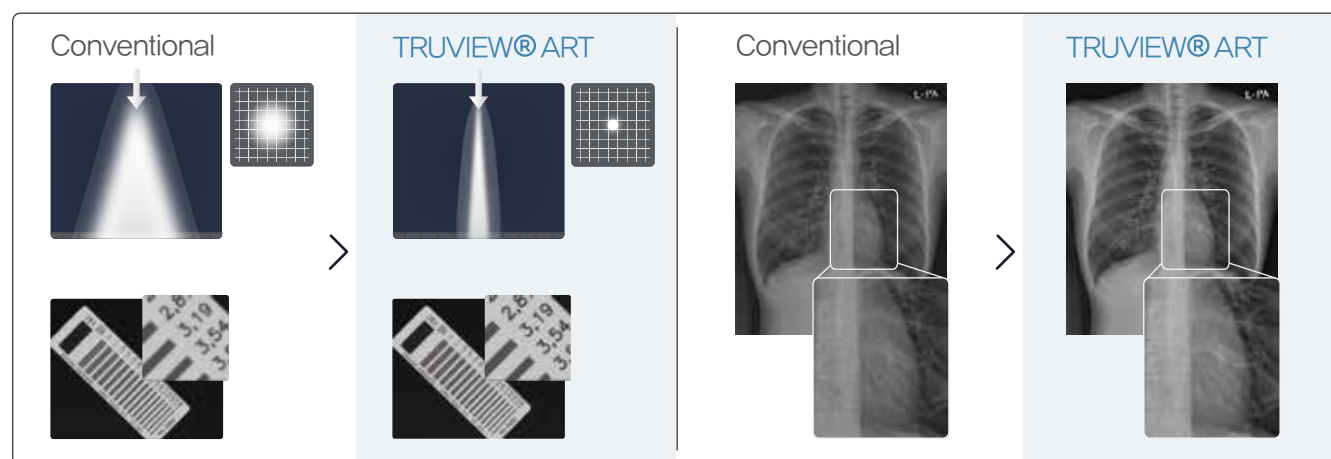 Conventional
TRUVIEW® ART
Conventional
TRUVIEW® ART
L-PA
L-PA
2,8
3,19
3,54
2,8
3,19
3,54